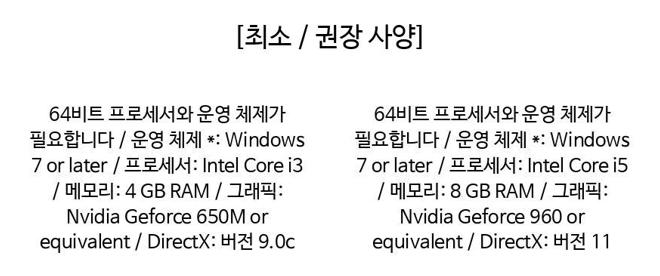 [최소 / 권장 사양]
64비트 프로세서와 운영 체제가
필요합니다 / 운영 체제 *: Windows
7 or later / 프로세서: Intel Core i3
/ 메모리: 4 GB RAM / 그래픽:
Nvidia Geforce 650M or
equivalent / DirectX: 버전 9.0c
64비트 프로세서와 운영 체제가
필요합니다 / 운영 체제 *: Windows
7 or later / 프로세서: Intel Core i5
/ 메모리: 8 GB RAM / 그래픽:
Nvidia Geforce 960 or
equivalent / DirectX: 버전 11